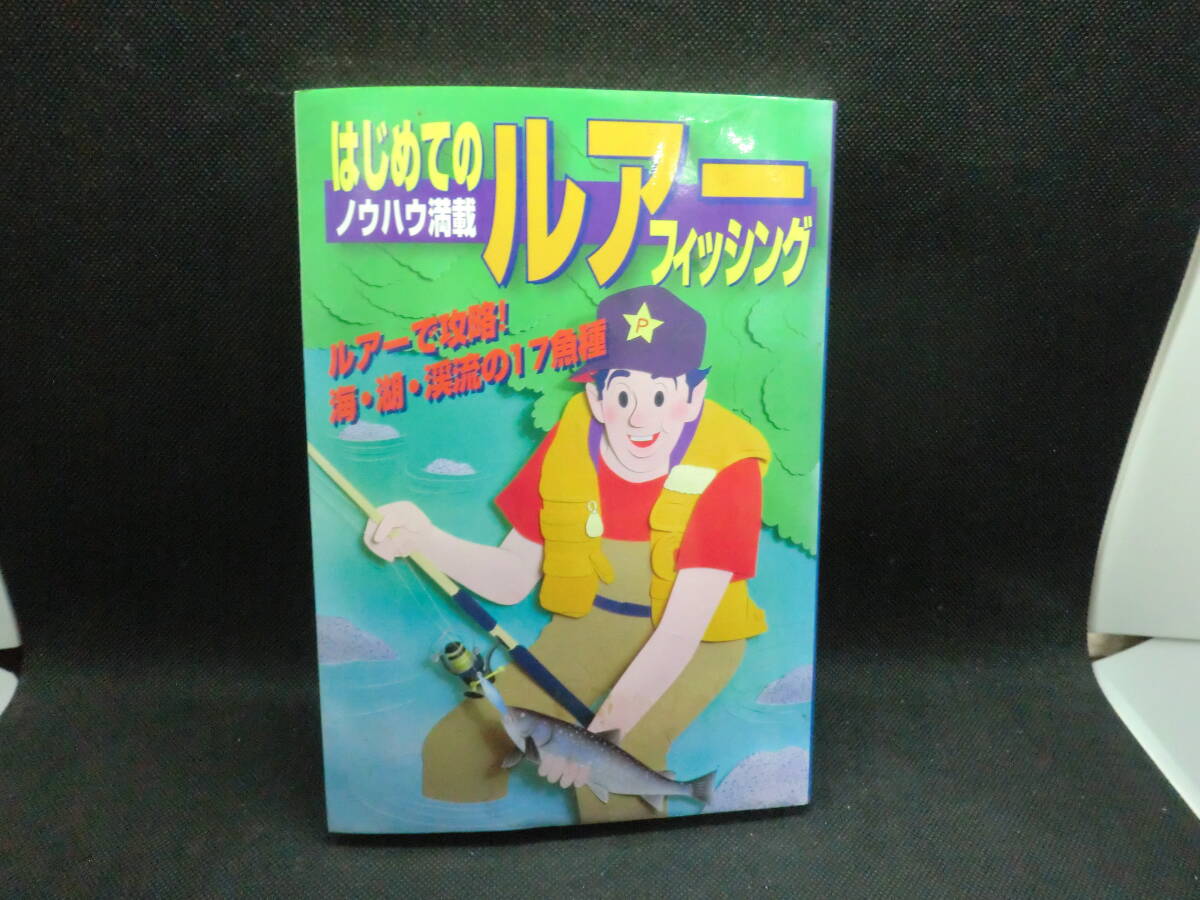 はじめての
ノウハウ満載
ルアー
フィッシング
ルアーで攻略!
海・湖・渓流の17魚種
P